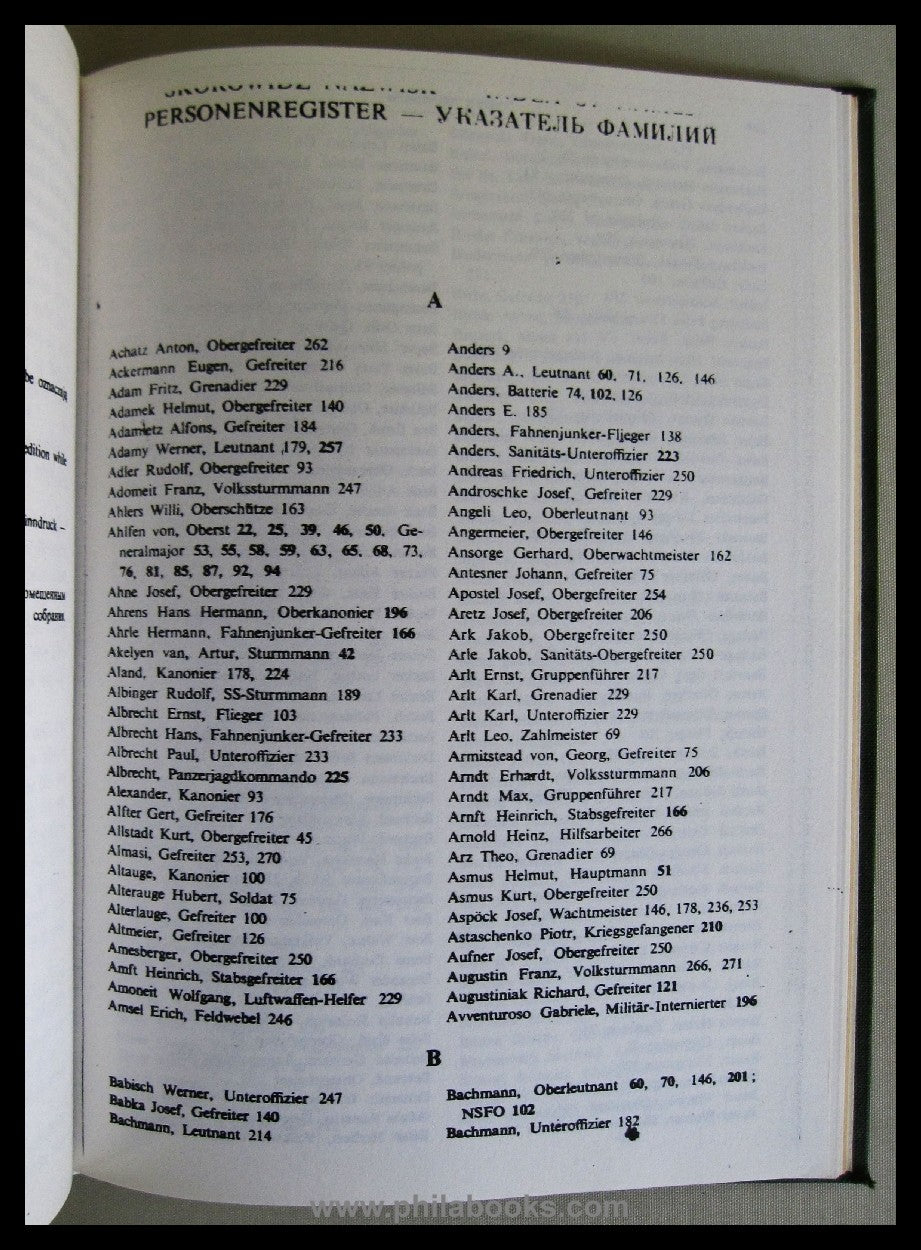 SKOROWIDZ NAZWISK
PERSONENREGISTER — УКАЗАТЕЛЬ ФАМИЛИЙ
be oznaczają
edition while
nndruck –
собрании
A
Achatz Anton, Obergefreiter 262
Ackermann Eugen, Gefreiter 216
Adam Fritz, Grenadier 229
Adamek Helmut, Obergefreiter 140
Adamietz Alfons, Gefreiter 184
Adamy Werner, Leutnant ,179, 257
Adler Rudolf, Obergefreiter 93
Adomeit Franz, Volkssturmmann 247
Ahlers Willi, Oberschütze 163
Ahlfen von, Oberst 22, 25, 39, 46, 50, Ge-
neralmajor 53, 55, 58, 59, 63, 65, 68, 73,
76, 81, 85, 87, 92, 94
Ahne Josef, Obergefreiter 229
Ahrens Hans Hermann, Oberkanonier 196
Ahrle Hermann, Fahnenjunker-Gefreiter 166
Akelyen van, Artur, Sturmmann 42
Aland, Kanonier 178, 224
Albinger Rudolf, SS-Sturmmann 189
Albrecht Ernst, Flieger 103
Albrecht Hans, Fahnenjunker-Gefreiter 233
Albrecht Paul, Unteroffizier 233
Albrecht, Panzerjagdkommando 225
Alexander, Kanonier 93
Alfter Gert, Gefreiter 176
Allstadt Kurt, Obergefreiter 45
Almasi, Gefreiter 253, 270
Altauge, Kanonier 100
Alterauge Hubert, Soldat 75
Alterlauge, Gefreiter 100
Altmeier, Gefreiter 126
Amesberger, Obergefreiter 250
Amft Heinrich, Stabsgefreiter 166
Amoneit Wolfgang, Luftwaffen-Helfer 229
Amsel Erich, Feldwebel 246
Anders 9
Anders A., Leutnant 60, 71, 126, 146
Anders, Batterie 74, 102, 126
Anders E. 185
Anders, Fahnenjunker-Flieger 138
Anders, Sanitäts-Unteroffizier 223
Andreas Friedrich, Unteroffizier 250
Androschke Josef, Gefreiter 229
Angeli Leo, Oberleutnant 93
Angermeier, Obergefreiter 146
Ansorge Gerhard, Oberwachtmeister 162
Antesner Johann, Gefreiter 75
Apostel Josef, Obergefreiter 254
Aretz Josef, Obergefreiter 206
Ark Jakob, Obergefreiter 250
Arle Jakob, Sanitäts-Obergefreiter 250
Arlt Ernst, Gruppenführer 217
Arlt Karl, Grenadier 229
Arlt Karl, Unteroffizier 229
Arlt Leo, Zahlmeister 69
Armitstead von, Georg, Gefreiter 75
Arndt Erhardt, Volkssturmmann 206
Arndt Max, Gruppenführer 217
Arnft Heinrich, Stabsgefreiter 166
Arnold Heinz, Hilfsarbeiter 266
Arz Theo, Grenadier 69
Asmus Helmut, Hauptmann 51
Asmus Kurt, Obergefreiter 250
Aspöck Josef, Wachtmeister 146, 178, 236, 253
Astaschenko Piotr, Kriegsgefangener 210
Aufner Josef, Obergefreiter 250
Augustin Franz, Volksturmmann 266, 271
Augustiniak Richard, Gefreiter 121
Avventuroso Gabriele, Militär-Internierter 196
B
Babisch Werner, Unteroffizier 247
Babka Josef, Gefreiter 140
Bachmann, Leutnant 214
Bachmann, Oberleutnant 60, 70, 146, 201;
NSFO 102
Bachmann, Unteroffizier 182
www.philabooks.com